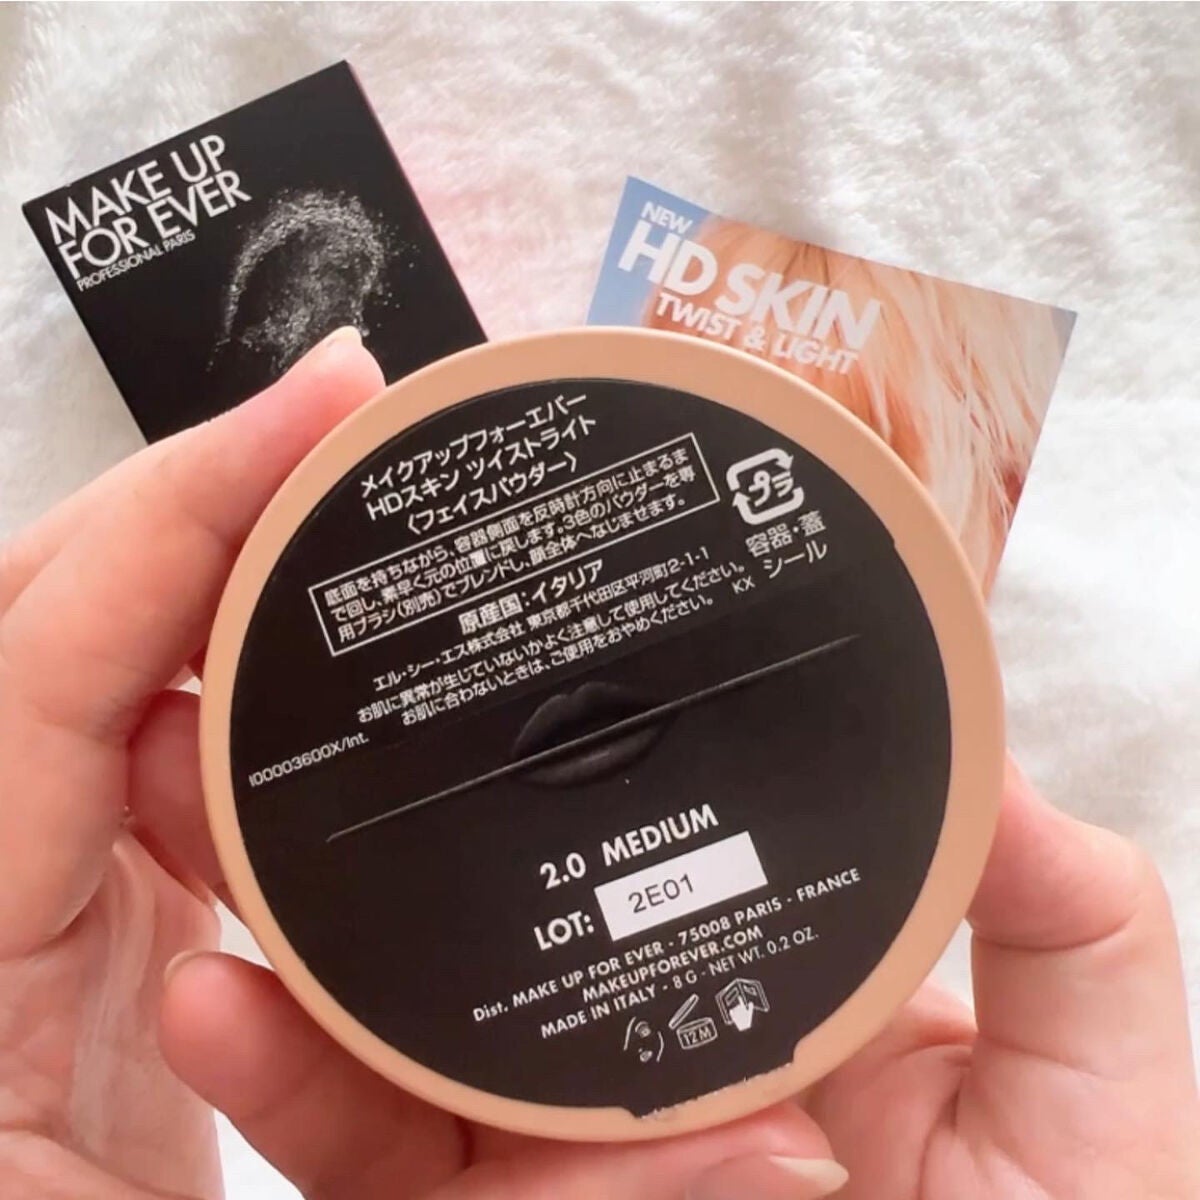 MAKE UP
FOR EVER
PROFESSIONAL PARIS
NEW
HD SKIN
TWIST & LIGHT
メイクアップフォーエバー
HDスキン ツイストライト
〈フェイスパウダー〉
底面を持ちながら、容器側面を反時計方向に止まるま
で回し、素早く元の位置に戻します。3色のパウダーを専
用ブラシ(別売)でブレンドし、顔全体へなじませます。
原産国：イタリア
エル・シー・エス株式会社 東京都千代田区平河町2-1-1
お肌に異常が生じていないかよく注意して使用してください。
お肌に合わないときは、ご使用をおやめください。 KX
プラ
容器・蓋
シール
I00003600X/Int.
2.0 MEDIUM
LOT: 2E01
Dist. MAKE UP FOR EVER - 75008 PARIS - FRANCE
MAKEUPFOREVER.COM
MADE IN ITALY - 8 G - NET WT. 0.2 OZ.
12M